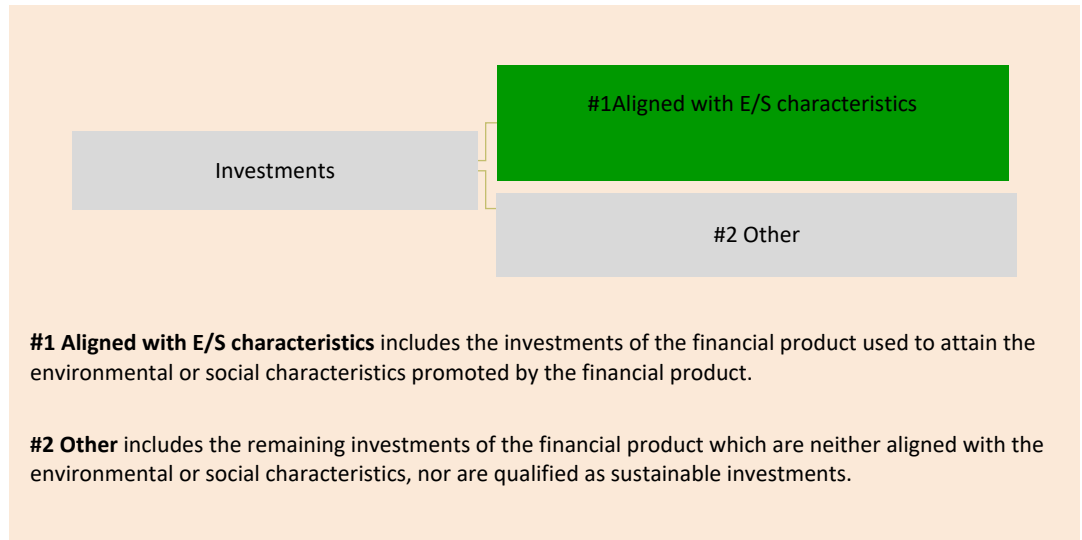 #1Aligned with E/S characteristics
Investments
#2 Other
#1 Aligned with E/S characteristics includes the investments of the financial product used to attain the
environmental or social characteristics promoted by the financial product.
#2 Other includes the remaining investments of the financial product which are neither aligned with the
environmental or social characteristics, nor are qualified as sustainable investments.